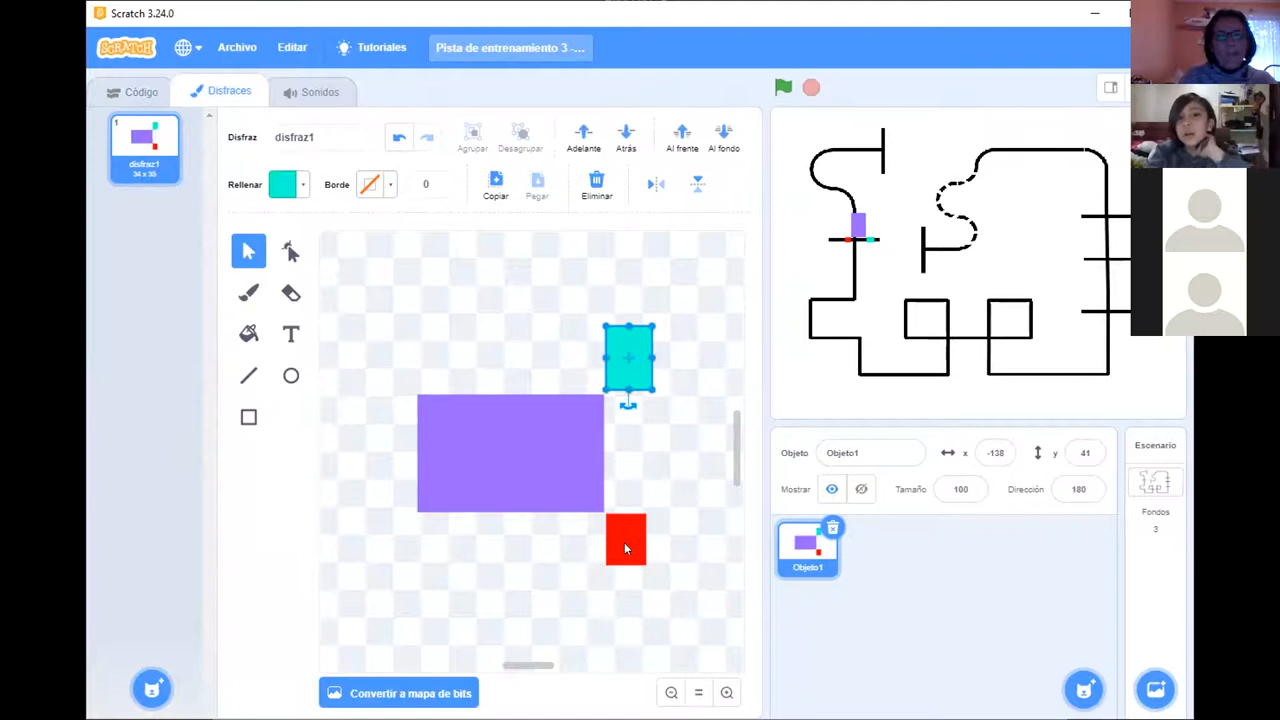 Scratch 3.24.0
SCRATCH Archivo Editar Tutoriales Pista de entrenamiento 3 -...
Código Disfraces Sonidos
1
disfraz1
34 x 35
Disfraz disfraz1 Agrupar Desagrupar Adelante Atrás Al frente Al fondo
Rellenar Borde 0 Copiar Pegar Eliminar
T
Convertir a mapa de bits
Objeto Objeto1 x -138 y 41
Mostrar Tamaño 100 Dirección 180
Objeto1
Escenario
Fondos
3